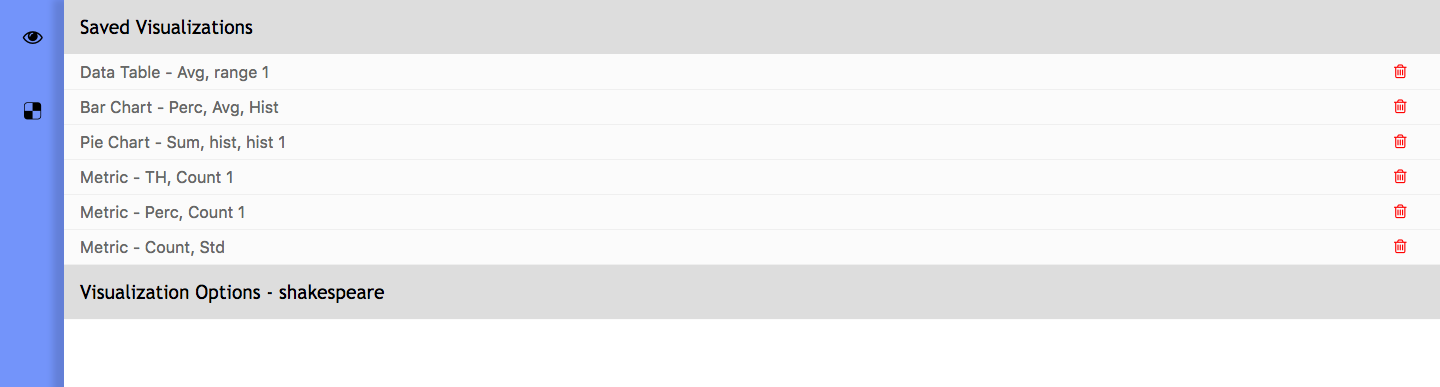 Saved Visualizations
Data Table - Avg, range 1
Bar Chart - Perc, Avg, Hist
Pie Chart - Sum, hist, hist 1
Metric - TH, Count 1
Metric - Perc, Count 1
Metric - Count, Std
Visualization Options - shakespeare